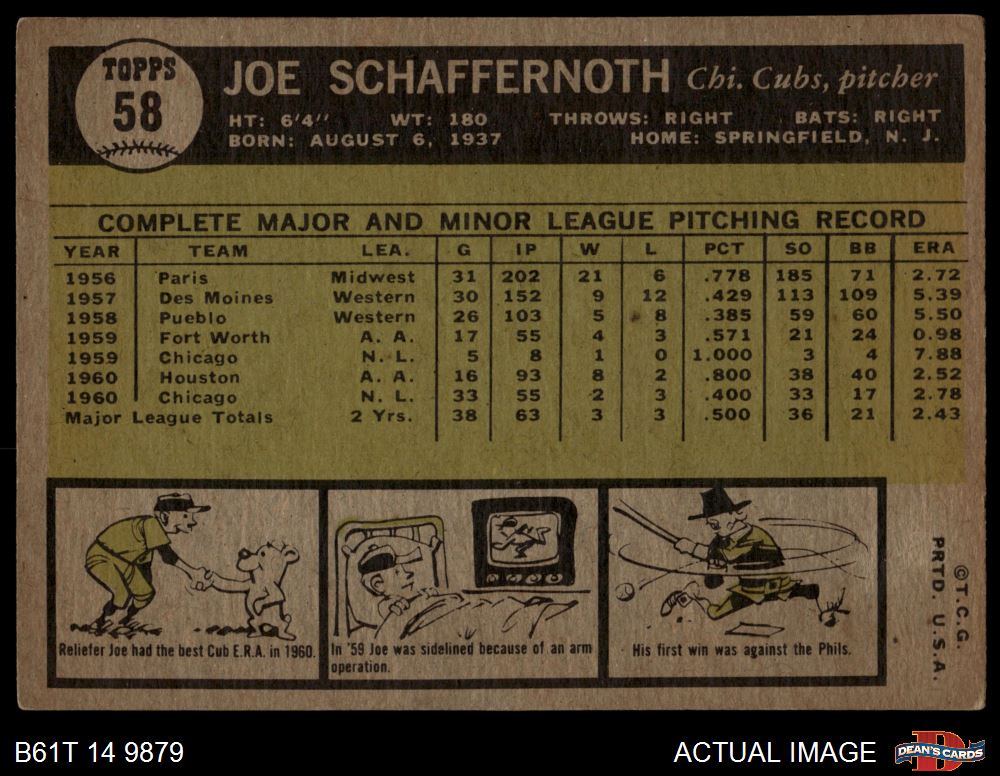 TOPPS
58
JOE SCHAFFERNOTH Chi. Cubs, pitcher
HT: 6'4" WT: 180 THROWS: RIGHT BATS: RIGHT
BORN: AUGUST 6, 1937 HOME: SPRINGFIELD, N. J.
COMPLETE MAJOR AND MINOR LEAGUE PITCHING RECORD
YEAR TEAM LEA. G IP W L PCT SO BB ERA
1956 Paris Midwest 31 202 21 6 .778 185 71 2.72
1957 Des Moines Western 30 152 9 12 .429 113 109 5.39
1958 Pueblo Western 26 103 5 8 .385 59 60 5.50
1959 Fort Worth A. A. 17 55 4 3 .571 21 24 0.98
1959 Chicago N. L. 5 8 1 0 1.000 3 4 7.88
1960 Houston A. A. 16 93 8 2 .800 38 40 2.52
1960 Chicago N. L. 33 55 2 3 .400 33 17 2.78
Major League Totals 2 Yrs. 38 63 3 3 .500 36 21 2.43
Reliefer Joe had the best Cub E.R.A. in 1960.
In '59 Joe was sidelined because of an arm
operation.
His first win was against the Phils.
©T.C.G.
PRTD. U.S.A.
B61T 14 9879
ACTUAL IMAGE
DEAN'S CARDS